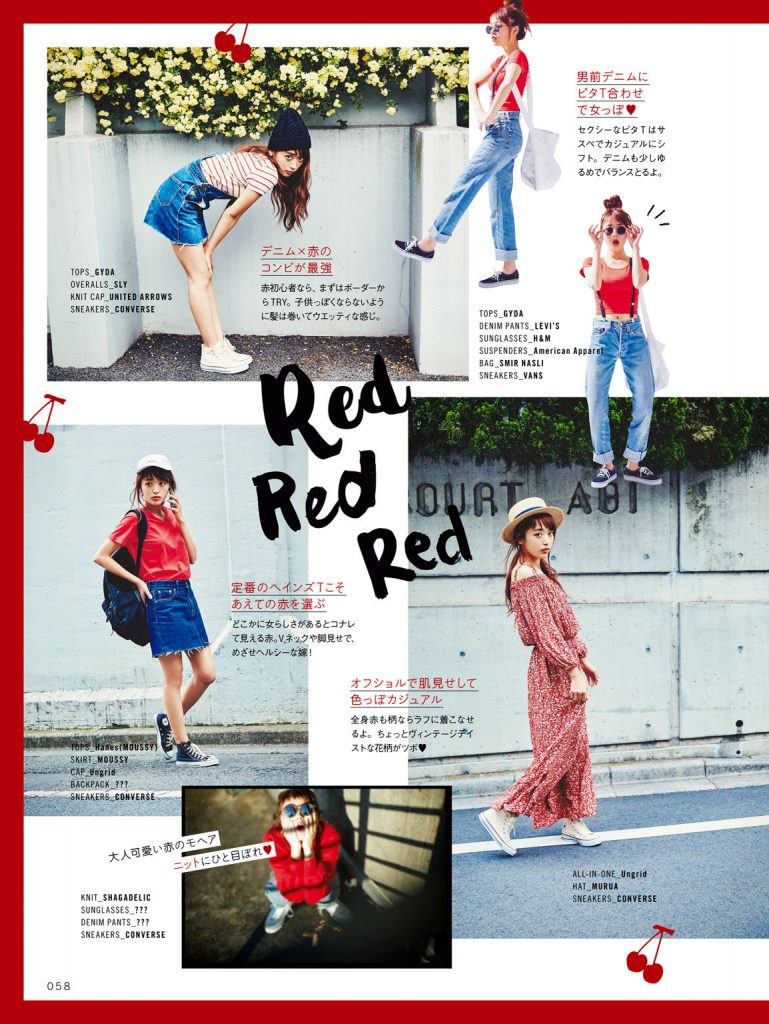 男前デニムに
ピタT合わせ
で女っぽ♥
セクシーなピタTはサ
スペでカジュアルにシ
フト。デニムも少しゆ
るめでバランスとるよ。
デニム×赤の
コンビが最強
赤初心者なら、まずはボーダーか
らTRY。子供っぽくならないよう
に髪は巻いてウエッティな感じ。
TOPS_GYDA
OVERALLS_SLY
KNIT CAP_UNITED ARROWS
SNEAKERS_CONVERSE
TOPS_GYDA
DENIM PANTS_LEVI'S
SUNGLASSES_H&M
SUSPENDERS_American Apparel
BAG_SMIR NASLI
SNEAKERS_VANS
Red
Red
Red
OURT AOI
定番のヘインズTこそ
あえての赤を選ぶ
どこかに女らしさがあるとコナレ
て見える赤。Vネックや脚見せで、
めざせヘルシーな嫁！
TOPS_Hanes(MOUSSY)
SKIRT_MOUSSY
CAP_Ungrid
BACKPACK_???
SNEAKERS_CONVERSE
オフショルで肌見せして
色っぽカジュアル
全身赤も柄ならラフに着こなせ
るよ。ちょっとヴィンテージテイ
ストな花柄がツボ♥
大人可愛い赤のモヘア
ニットにひと目ぼれ♥
KNIT_SHAGADELIC
SUNGLASSES_???
DENIM PANTS_???
SNEAKERS_CONVERSE
ALL-IN-ONE_Ungrid
HAT_MURUA
SNEAKERS_CONVERSE
058